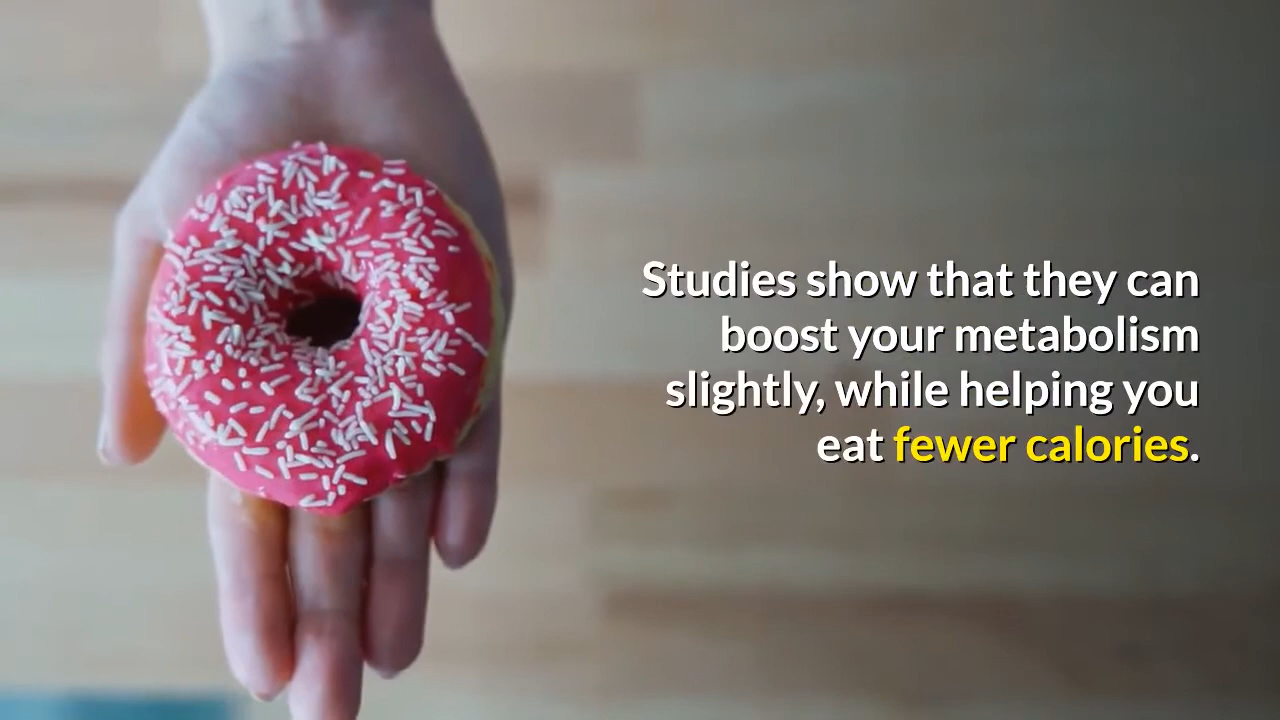 Studies show that they can
boost your metabolism
slightly, while helping you
eat fewer calories.